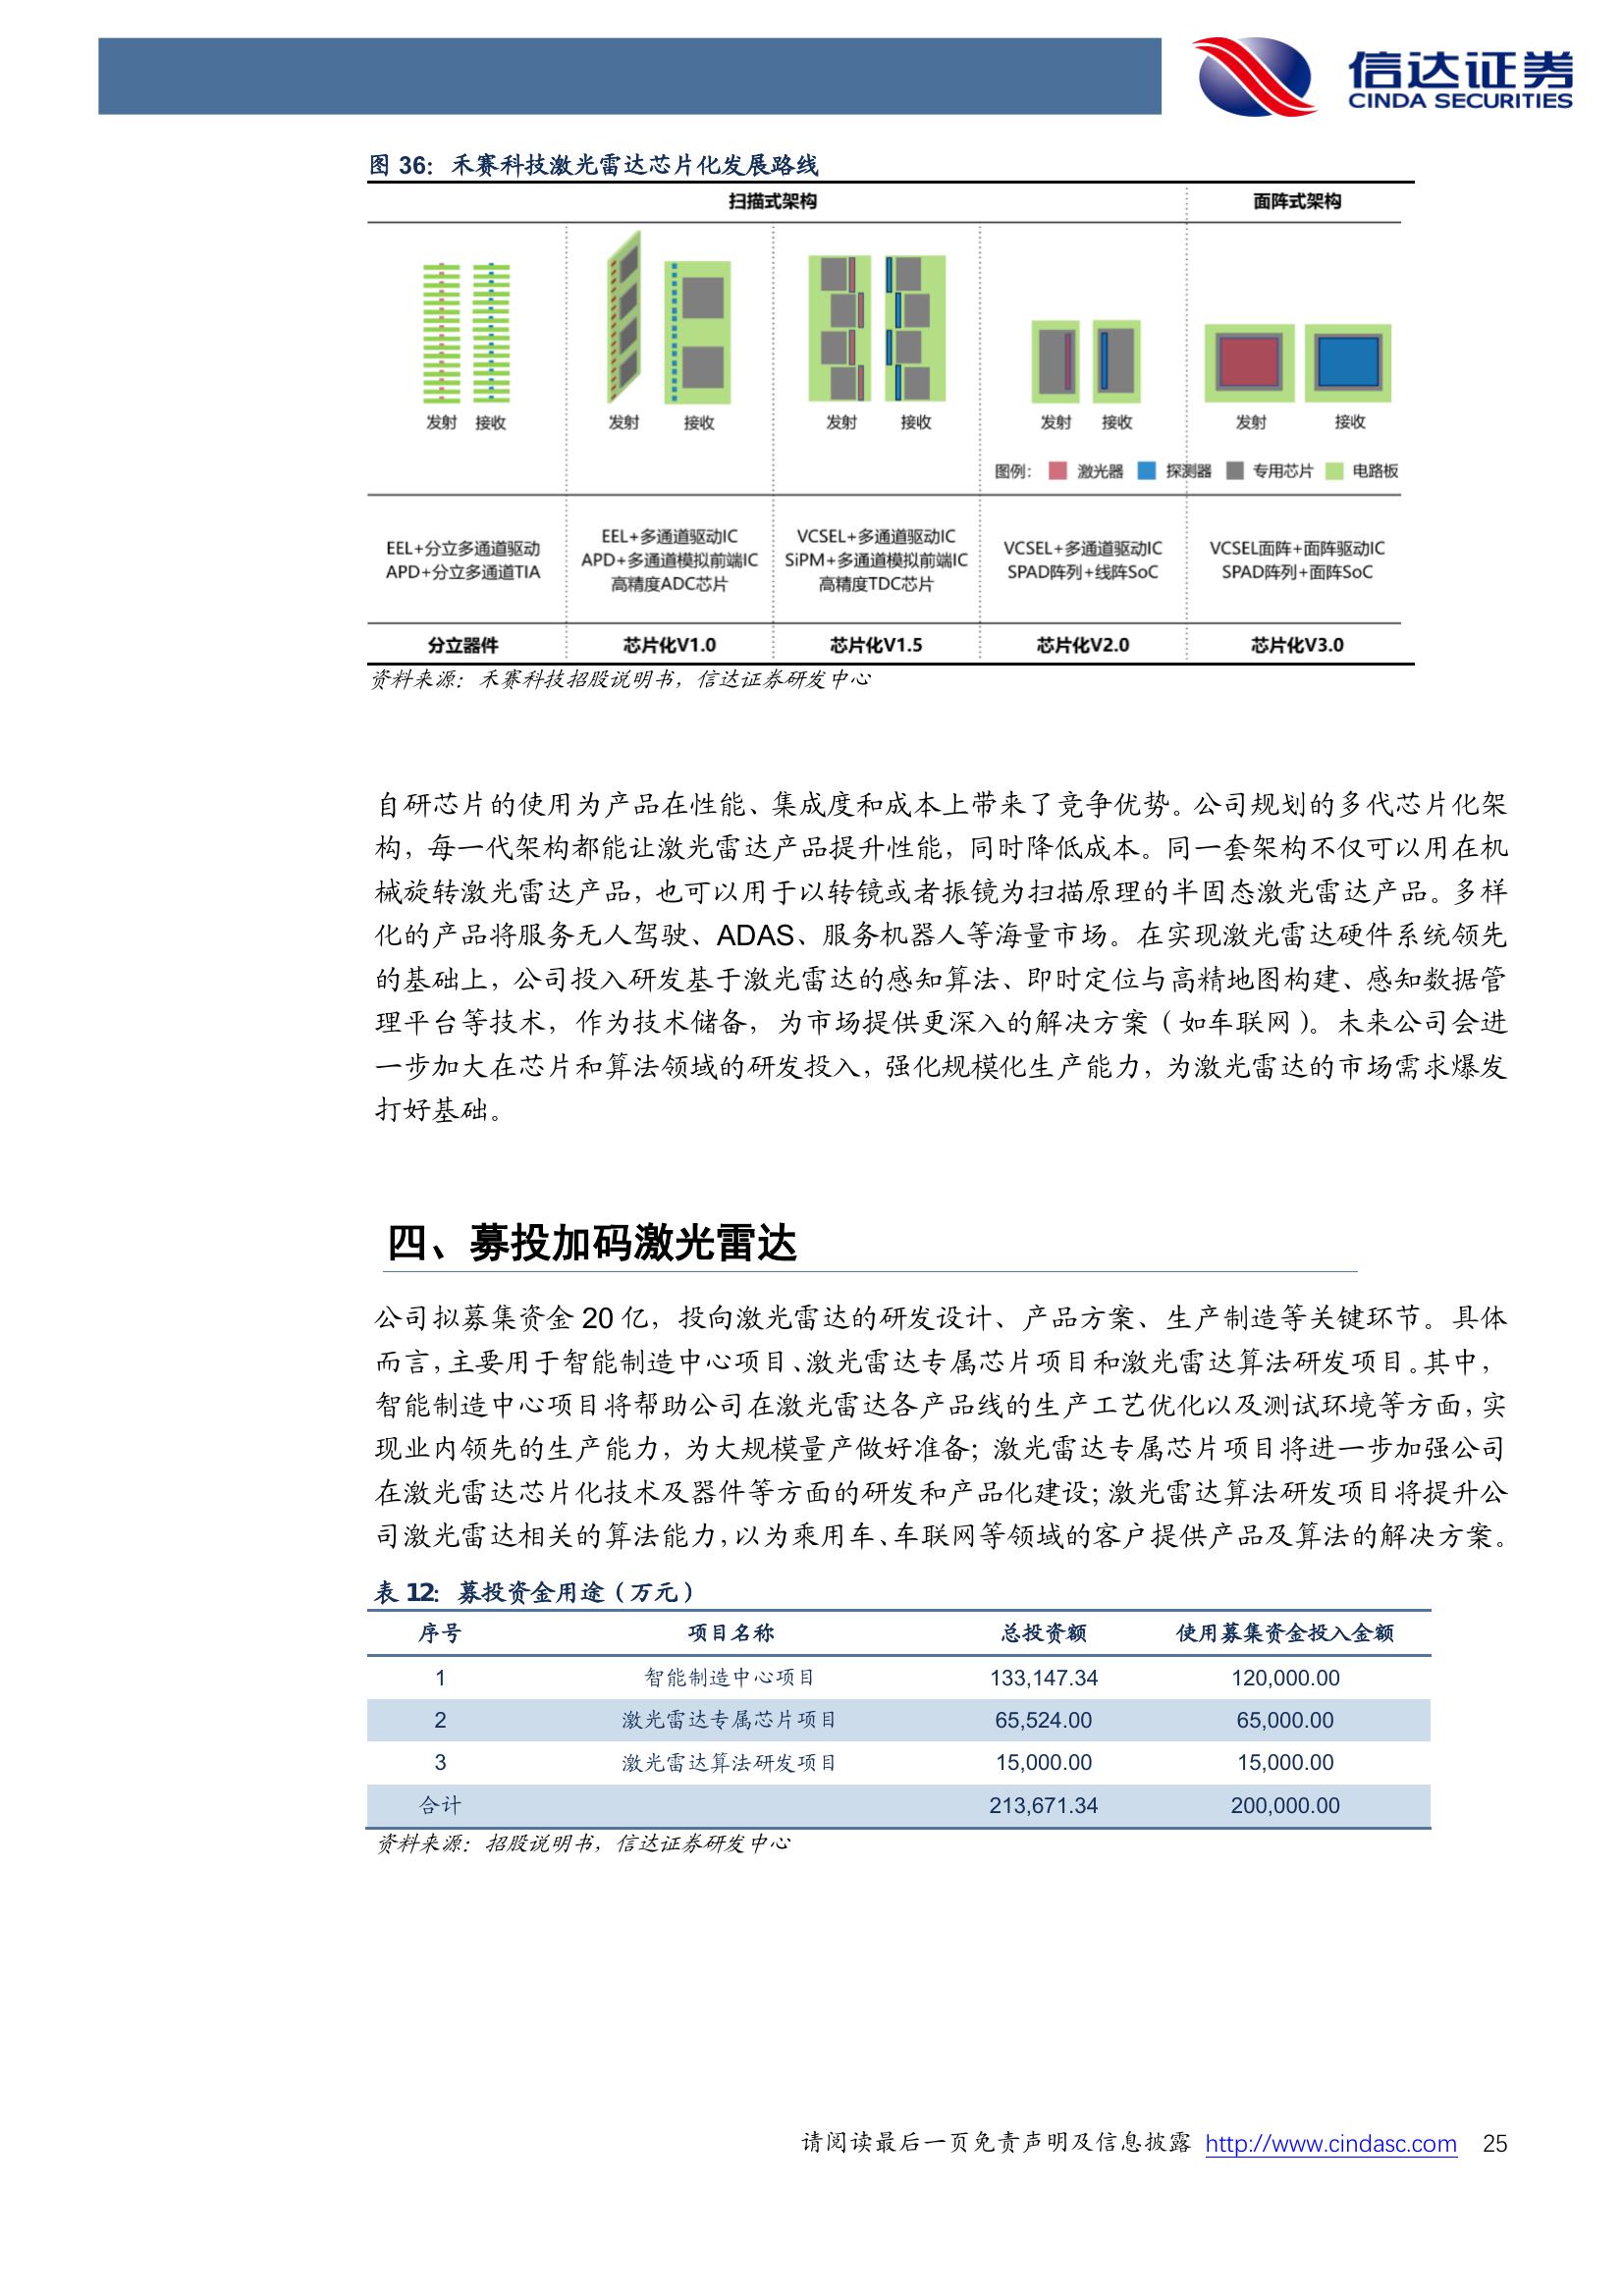 信达证券
CINDA SECURITIES
图 36：禾赛科技激光雷达芯片化发展路线
扫描式架构 面阵式架构
发射 接收 发射 接收 发射 接收 发射 接收 发射 接收
图例： 激光器 探测器 专用芯片 电路板
EEL+分立多通道驱动
APD+分立多通道TIA
EEL+多通道驱动IC
APD+多通道模拟前端IC
高精度ADC芯片
VCSEL+多通道驱动IC
SiPM+多通道模拟前端IC
高精度TDC芯片
VCSEL+多通道驱动IC
SPAD阵列+线阵SoC
VCSEL面阵+面阵驱动IC
SPAD阵列+面阵SoC
分立器件 芯片化V1.0 芯片化V1.5 芯片化V2.0 芯片化V3.0
资料来源：禾赛科技招股说明书，信达证券研发中心
自研芯片的使用为产品在性能、集成度和成本上带来了竞争优势。公司规划的多代芯片化架
构，每一代架构都能让激光雷达产品提升性能，同时降低成本。同一套架构不仅可以用在机
械旋转激光雷达产品，也可以用于以转镜或者振镜为扫描原理的半固态激光雷达产品。多样
化的产品将服务无人驾驶、ADAS、服务机器人等海量市场。在实现激光雷达硬件系统领先
的基础上，公司投入研发基于激光雷达的感知算法、即时定位与高精地图构建、感知数据管
理平台等技术，作为技术储备，为市场提供更深入的解决方案（如车联网）。未来公司会进
一步加大在芯片和算法领域的研发投入，强化规模化生产能力，为激光雷达的市场需求爆发
打好基础。
四、募投加码激光雷达
公司拟募集资金 20 亿，投向激光雷达的研发设计、产品方案、生产制造等关键环节。具体
而言，主要用于智能制造中心项目、激光雷达专属芯片项目和激光雷达算法研发项目。其中，
智能制造中心项目将帮助公司在激光雷达各产品线的生产工艺优化以及测试环境等方面，实
现业内领先的生产能力，为大规模量产做好准备；激光雷达专属芯片项目将进一步加强公司
在激光雷达芯片化技术及器件等方面的研发和产品化建设；激光雷达算法研发项目将提升公
司激光雷达相关的算法能力，以为乘用车、车联网等领域的客户提供产品及算法的解决方案。
表 12：募投资金用途（万元）
序号 项目名称 总投资额 使用募集资金投入金额
1 智能制造中心项目 133,147.34 120,000.00
2 激光雷达专属芯片项目 65,524.00 65,000.00
3 激光雷达算法研发项目 15,000.00 15,000.00
合计 213,671.34 200,000.00
资料来源：招股说明书，信达证券研发中心
请阅读最后一页免责声明及信息披露 http://www.cindasc.com 25